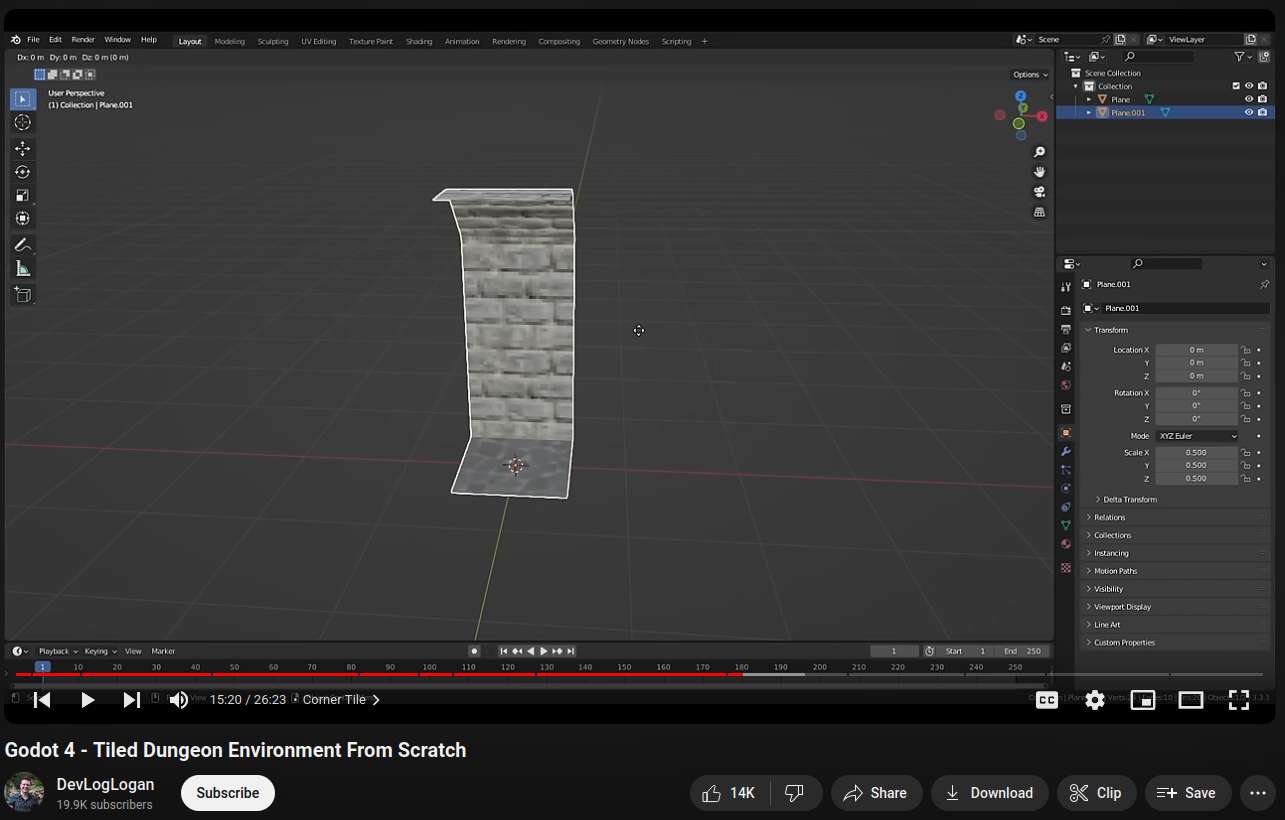 File Edit Render Window Help Layout Modeling Sculpting UV Editing Texture Paint Shading Animation Rendering Compositing Geometry Nodes Scripting + Scene ViewLayer
Dx: 0 m Dy: 0 m Dz: 0 m (0 m)
Options
User Perspective
(1) Collection | Plane.001
Z
Y
X
Scene Collection
Collection
Plane
Plane.001
Plane.001
Plane.001
Transform
Location X 0 m
Y 0 m
Z 0 m
Rotation X 0°
Y 0°
Z 0°
Mode XYZ Euler
Scale X 0.500
Y 0.500
Z 0.500
Delta Transform
Relations
Collections
Instancing
Motion Paths
Visibility
Viewport Display
Line Art
Custom Properties
Playback Keying View Marker 1 Start 1 End 250
1 10 20 30 40 50 60 70 80 90 100 110 120 130 140 150 160 170 180 190 200 210 220 230 240 250
15:20 / 26:23 · Corner Tile
CC
Godot 4 - Tiled Dungeon Environment From Scratch
DevLogLogan
19.9K subscribers
Subscribe
14K
Share
Download
Clip
Save